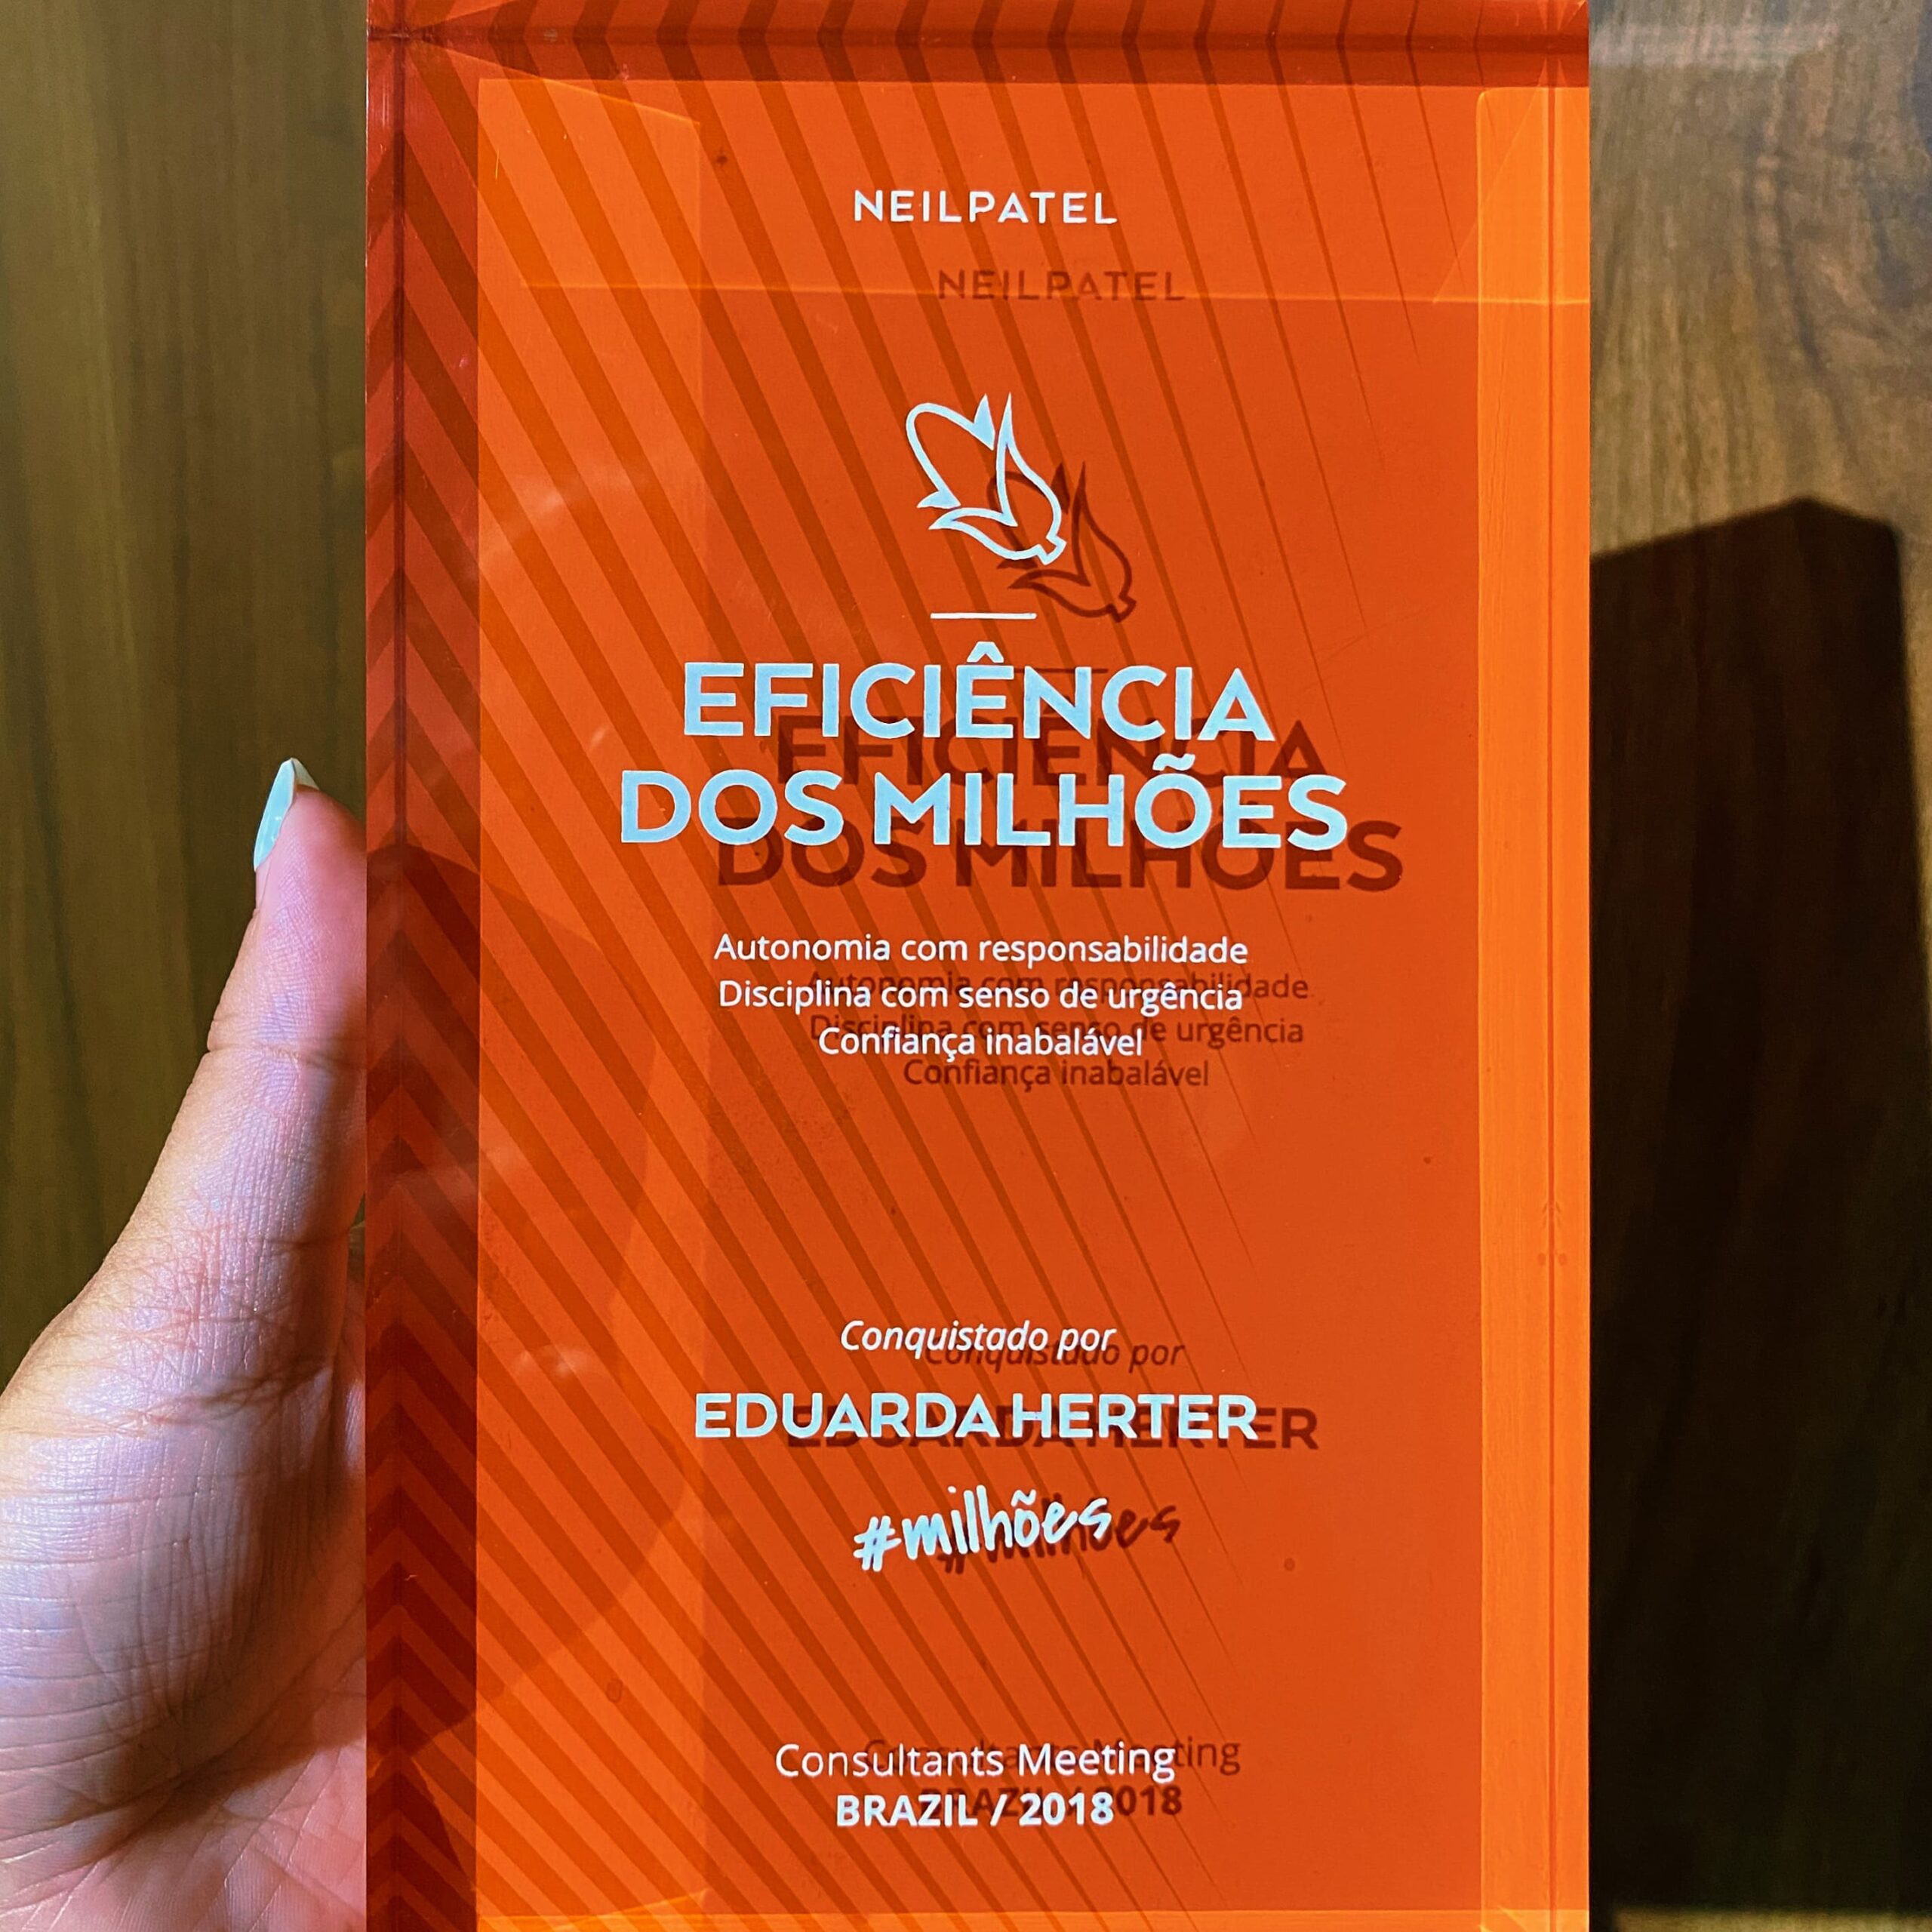 NEILPATEL
EFICIÊNCIA
DOS MILHÕES
Autonomia com responsabilidade
Disciplina com senso de urgência
Confiança inabalável
Conquistado por
EDUARDA HERTER
#milhões
Consultants Meeting
BRAZIL / 2018